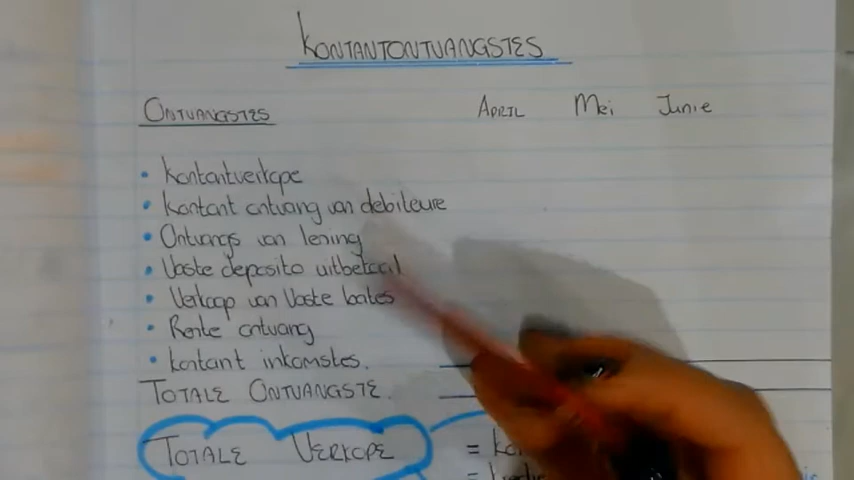 KONTANTONTVANGSTES
ONTVANGSTES APRIL Mei Junie
• Kontantverkope
• Kontant ontvang van debiteure
• Ontvangs van lening
• Vaste deposito uitbetaal
• Verkoop van Vaste bates
• Rente ontvang
• Kontant inkomstes.
TOTALE ONTVANGSTE.
TOTALE VERKOPE =